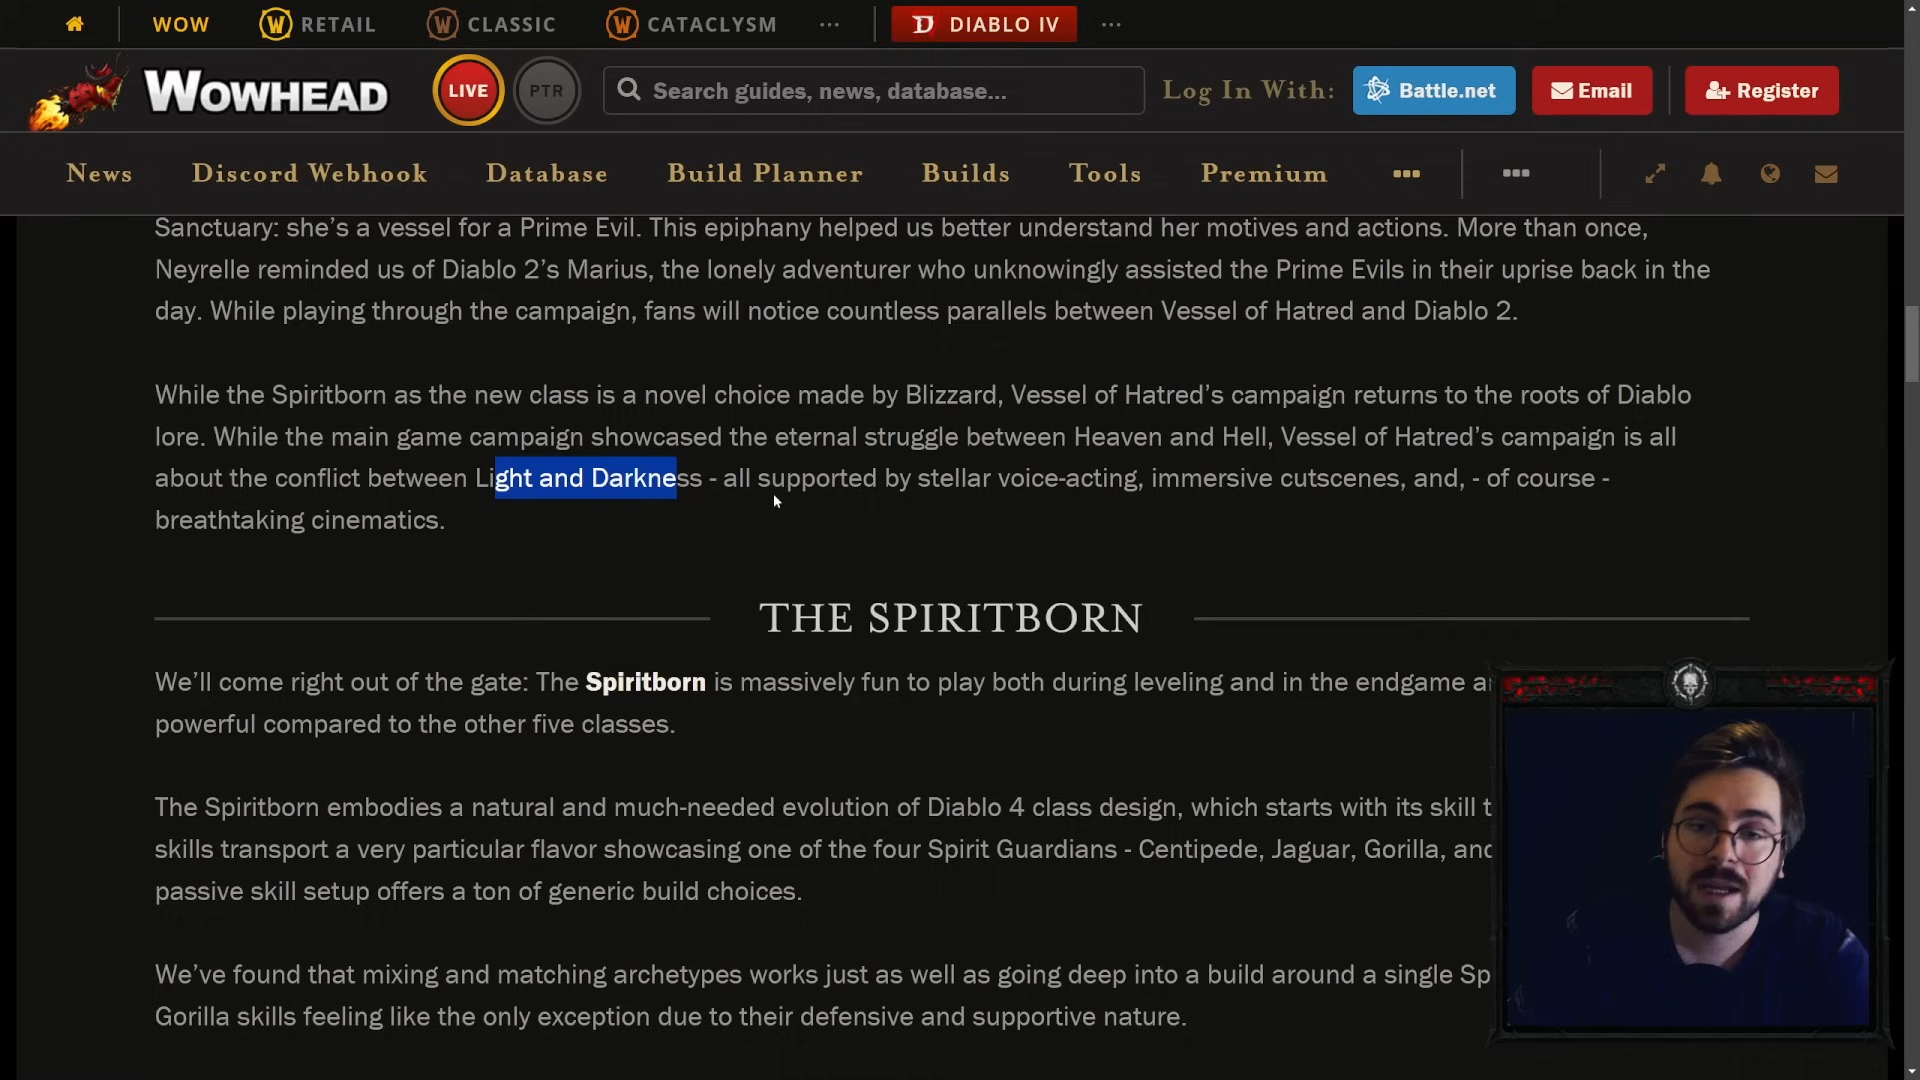 WOW
RETAIL
CLASSIC
CATACLYSM
DIABLO IV
WOWHEAD
LIVE
PTR
Search guides, news, database...
Log In With:
Battle.net
Email
Register
News
Discord Webhook
Database
Build Planner
Builds
Tools
Premium
Sanctuary: she’s a vessel for a Prime Evil. This epiphany helped us better understand her motives and actions. More than once,
Neyrelle reminded us of Diablo 2’s Marius, the lonely adventurer who unknowingly assisted the Prime Evils in their uprise back in the
day. While playing through the campaign, fans will notice countless parallels between Vessel of Hatred and Diablo 2.
While the Spiritborn as the new class is a novel choice made by Blizzard, Vessel of Hatred’s campaign returns to the roots of Diablo
lore. While the main game campaign showcased the eternal struggle between Heaven and Hell, Vessel of Hatred’s campaign is all
about the conflict between Light and Darkness - all supported by stellar voice-acting, immersive cutscenes, and, - of course -
breathtaking cinematics.
THE SPIRITBORN
We’ll come right out of the gate: The Spiritborn is massively fun to play both during leveling and in the endgame
powerful compared to the other five classes.
The Spiritborn embodies a natural and much-needed evolution of Diablo 4 class design, which starts with its skill
skills transport a very particular flavor showcasing one of the four Spirit Guardians - Centipede, Jaguar, Gorilla, and
passive skill setup offers a ton of generic build choices.
We’ve found that mixing and matching archetypes works just as well as going deep into a build around a single
Gorilla skills feeling like the only exception due to their defensive and supportive nature.